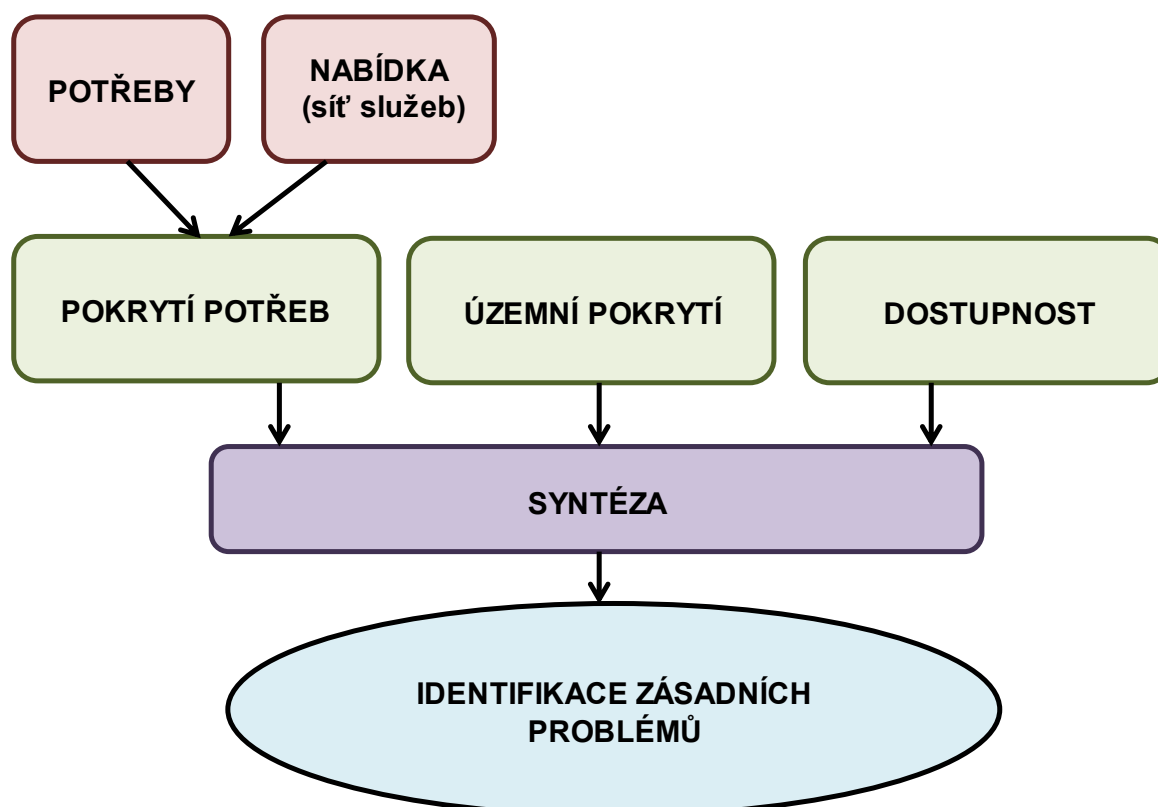 POTŘEBY
NABÍDKA
(síť služeb)
POKRYTÍ POTŘEB
ÚZEMNÍ POKRYTÍ
DOSTUPNOST
SYNTÉZA
IDENTIFIKACE ZÁSADNÍCH
PROBLÉMŮ